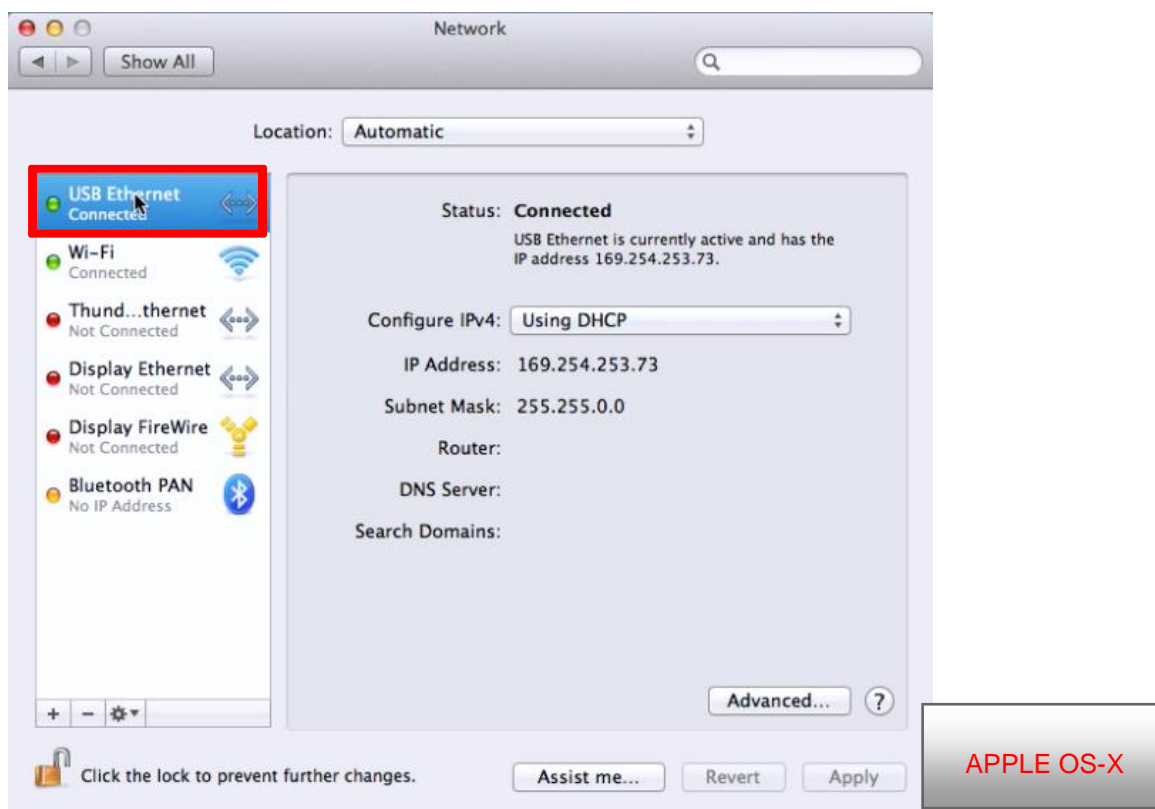 Network
Show All
Location: Automatic
USB Ethernet
Connected
Wi-Fi
Connected
Thund...thernet
Not Connected
Display Ethernet
Not Connected
Display FireWire
Not Connected
Bluetooth PAN
No IP Address
Status: Connected
USB Ethernet is currently active and has the
IP address 169.254.253.73.
Configure IPv4: Using DHCP
IP Address: 169.254.253.73
Subnet Mask: 255.255.0.0
Router:
DNS Server:
Search Domains:
+ −
Advanced... ?
Click the lock to prevent further changes.
Assist me... Revert Apply
APPLE OS-X